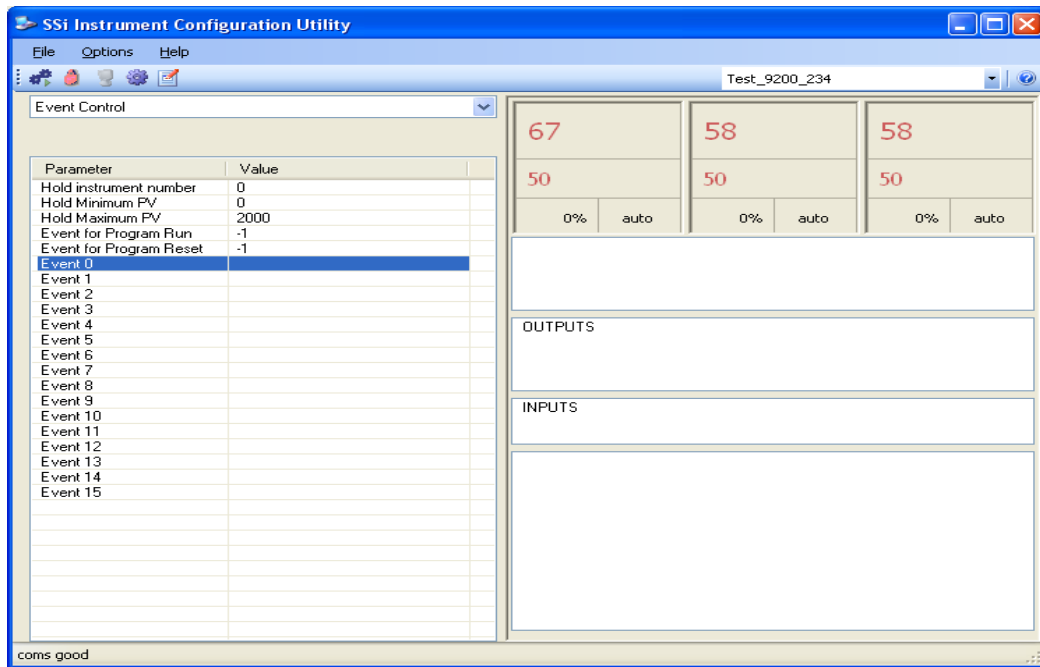 SSi Instrument Configuration Utility
File Options Help
Test_9200_234
Event Control
Parameter Value
Hold instrument number 0
Hold Minimum PV 0
Hold Maximum PV 2000
Event for Program Run -1
Event for Program Reset -1
Event 0
Event 1
Event 2
Event 3
Event 4
Event 5
Event 6
Event 7
Event 8
Event 9
Event 10
Event 11
Event 12
Event 13
Event 14
Event 15
67 58 58
50 50 50
0% auto 0% auto 0% auto
OUTPUTS
INPUTS
coms good